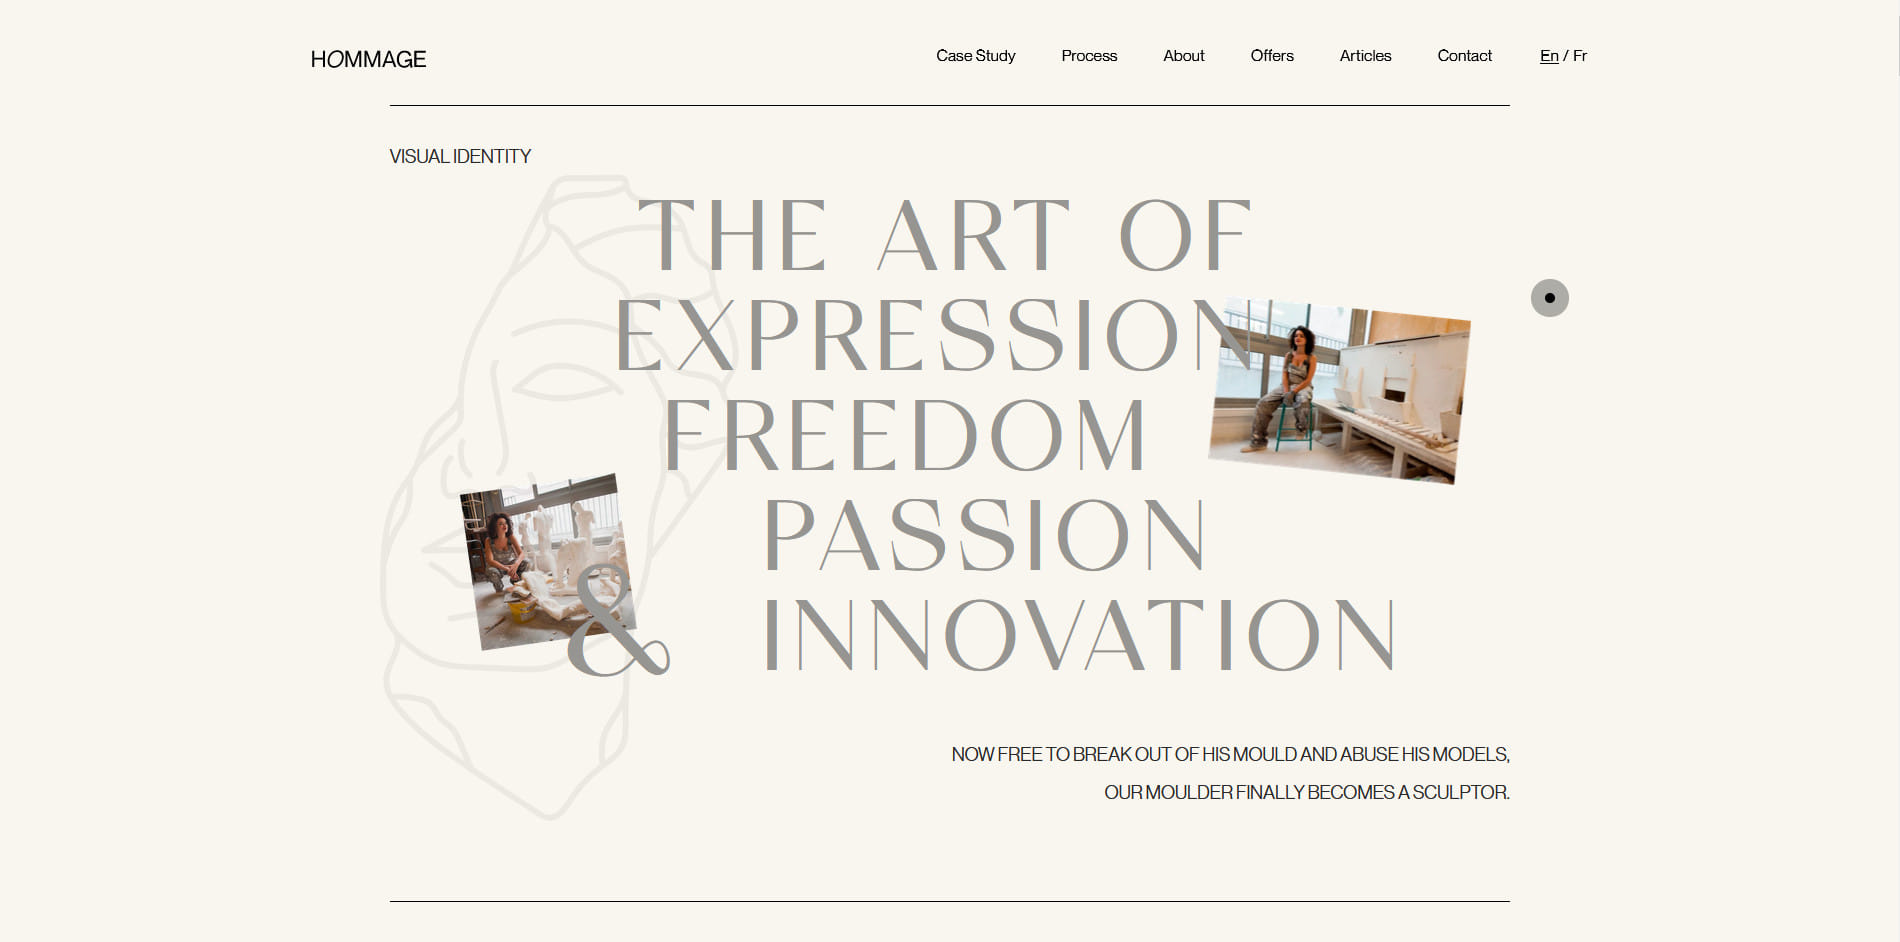 HOMMAGE
Case Study Process About Offers Articles Contact En / Fr
VISUAL IDENTITY
THE ART OF
EXPRESSION
FREEDOM
PASSION
& INNOVATION
NOW FREE TO BREAK OUT OF HIS MOULD AND ABUSE HIS MODELS,
OUR MOULDER FINALLY BECOMES A SCULPTOR.